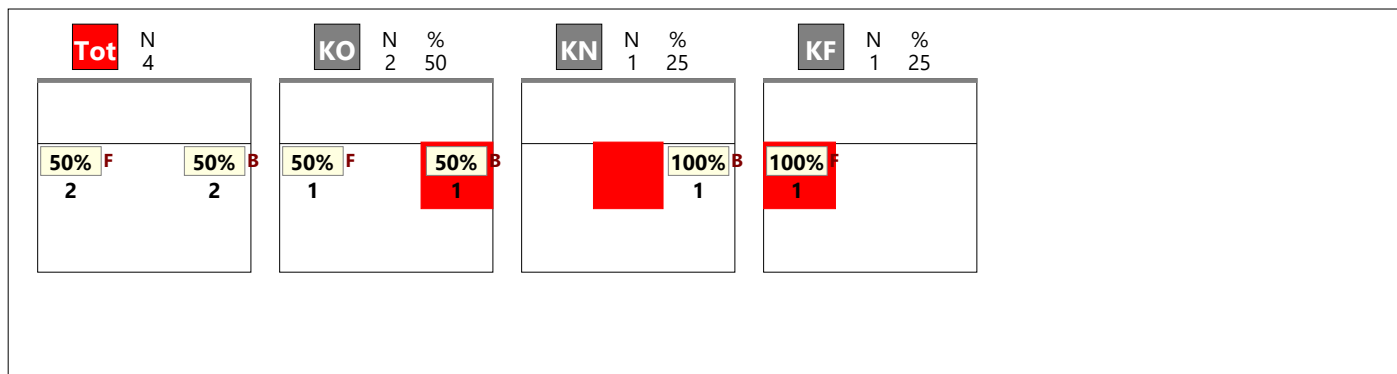 Tot N
4
KO N %
2 50
KN N %
1 25
KF N %
1 25
50% F 50% B
2 2
50% F 50% B
1 1
100% B
1
100% F
1